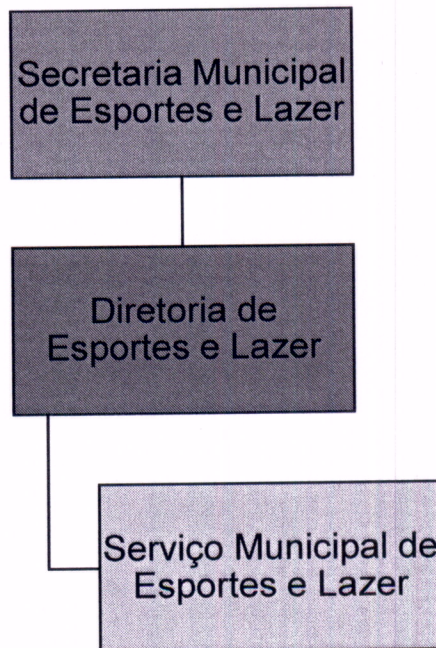 Secretaria Municipal
de Esportes e Lazer
Diretoria de
Esportes e Lazer
Serviço Municipal de
Esportes e Lazer